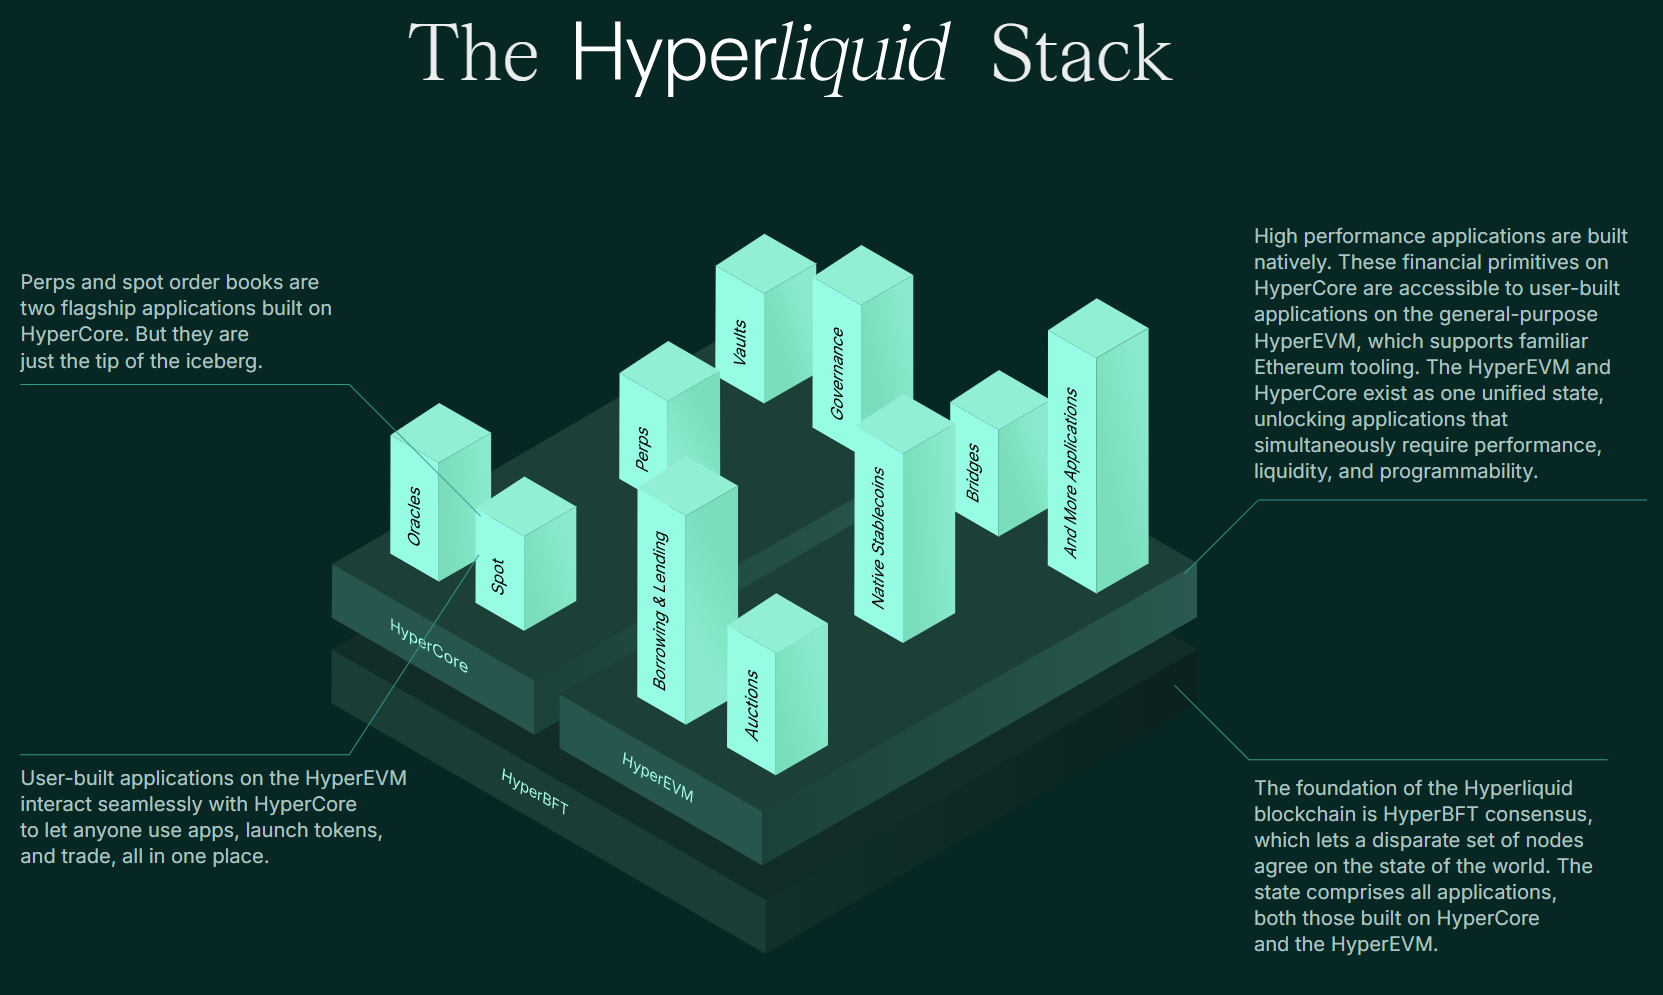 The Hyperliquid Stack
Perps and spot order books are
two flagship applications built on
HyperCore. But they are
just the tip of the iceberg.
High performance applications are built
natively. These financial primitives on
HyperCore are accessible to user-built
applications on the general-purpose
HyperEVM, which supports familiar
Ethereum tooling. The HyperEVM and
HyperCore exist as one unified state,
unlocking applications that
simultaneously require performance,
liquidity, and programmability.
Vaults
Governance
Perps
Oracles
Spot
Bridges
And More Applications
Native Stablecoins
Borrowing & Lending
Auctions
HyperCore
HyperEVM
HyperBFT
User-built applications on the HyperEVM
interact seamlessly with HyperCore
to let anyone use apps, launch tokens,
and trade, all in one place.
The foundation of the Hyperliquid
blockchain is HyperBFT consensus,
which lets a disparate set of nodes
agree on the state of the world. The
state comprises all applications,
both those built on HyperCore
and the HyperEVM.